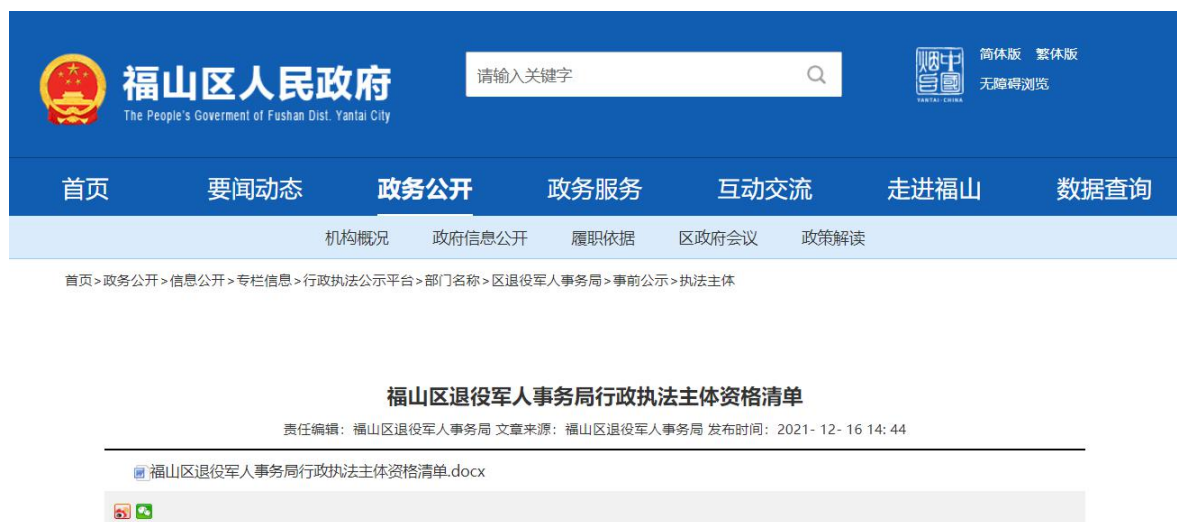 福山区人民政府
The People's Goverment of Fushan Dist. Yantai City
请输入关键字
烟台
中國
YANTAI·CHINA
简体版 繁体版
无障碍浏览
首页 要闻动态 政务公开 政务服务 互动交流 走进福山 数据查询
机构概况 政府信息公开 履职依据 区政府会议 政策解读
首页>政务公开>信息公开>专栏信息>行政执法公示平台>部门名称>区退役军人事务局>事前公示>执法主体
福山区退役军人事务局行政执法主体资格清单
责任编辑：福山区退役军人事务局 文章来源：福山区退役军人事务局 发布时间：2021- 12- 16 14: 44
福山区退役军人事务局行政执法主体资格清单.docx